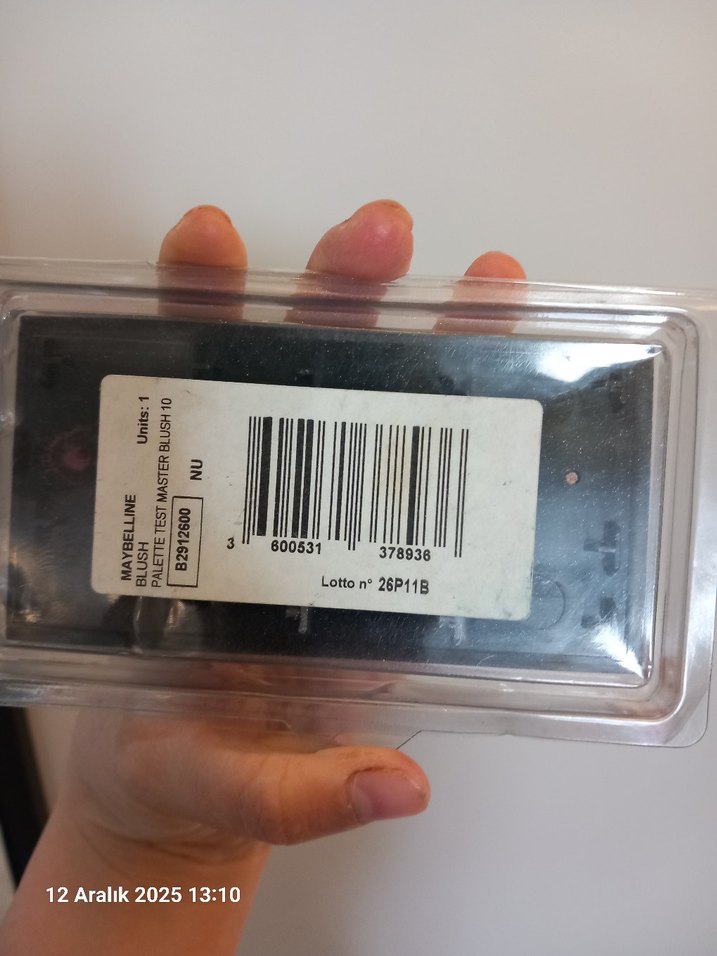 MAYBELLINE
BLUSH
Units: 1
PALETTE TEST MASTER BLUSH 10
B2912600
NU
3 600531 378936
Lotto n° 26P11B
12 Aralık 2025 13:10